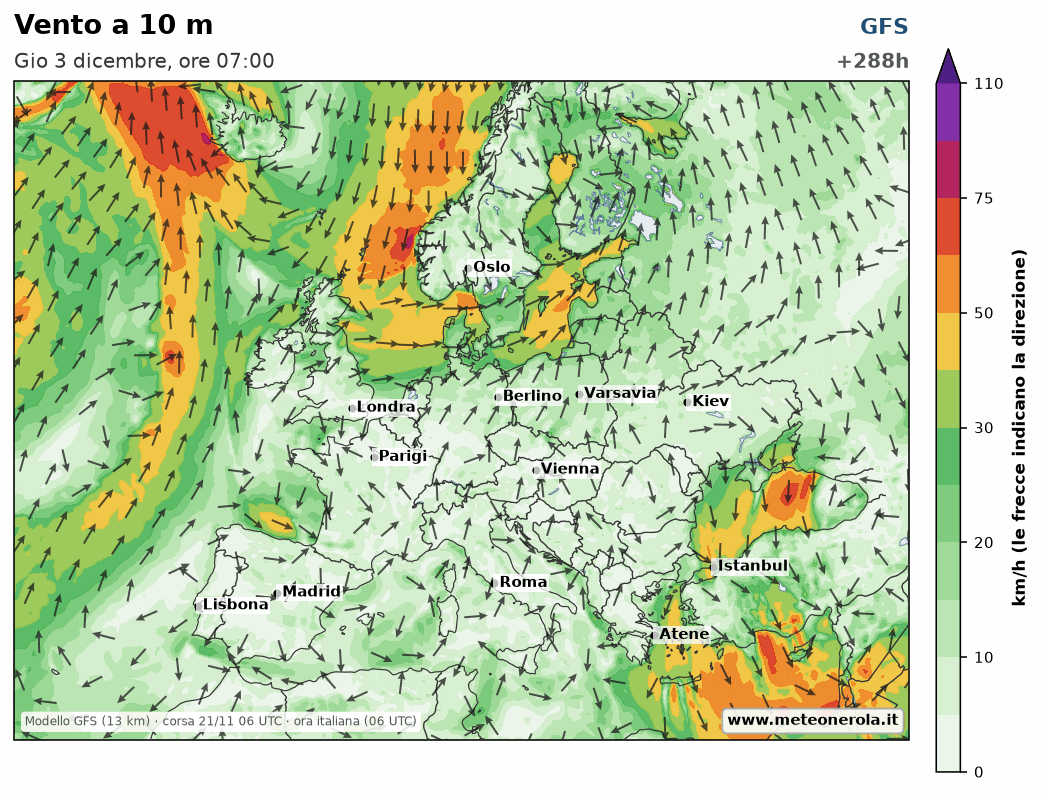 Vento a 10 m
GFS
Gio 3 dicembre, ore 07:00
+288h
110
75
50
30
20
10
0
km/h (le frecce indicano la direzione)
Oslo
Londra
Berlino
Varsavia
Kiev
Parigi
Vienna
Istanbul
Roma
Madrid
Lisbona
Atene
Modello GFS (13 km) · corsa 21/11 06 UTC · ora italiana (06 UTC)
www.meteonerola.it